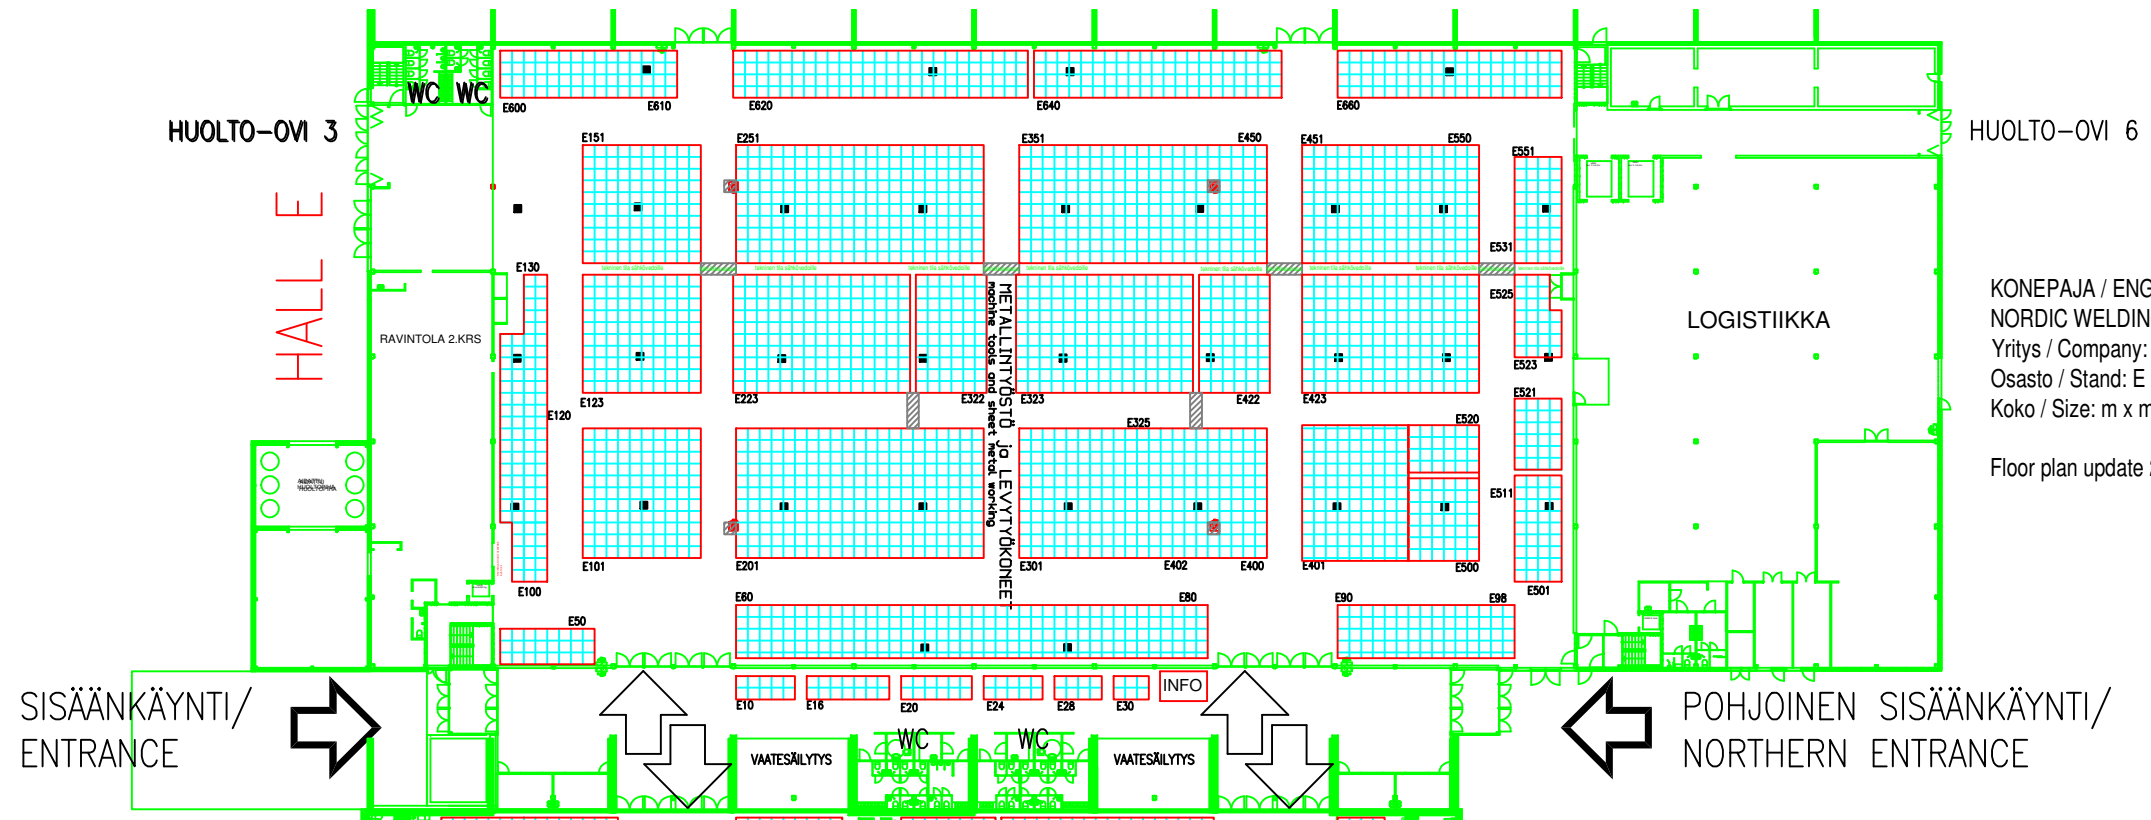 WC WC
E600
E610
E620
E640
E660
HUOLTO-OVI 3
HUOLTO-OVI 6
E151
E251
E351
E450
E451
E550
E551
E531
HALL E
E130
E525
KONEPAJA / ENG
NORDIC WELDIN
Yritys / Company:
Osasto / Stand: E
Koko / Size: m x m
Floor plan update
RAVINTOLA 2.KRS
LOGISTIIKKA
METALLINTYÖSTÖ ja LEVYTYÖKONEET
machine tools and sheet metal working
E523
E120
E123
E223
E322
E323
E422
E423
E521
E325
E520
E511
E101
E201
E301
E402
E400
E401
E500
E501
E100
E50
E60
E80
E90
E98
INFO
E10
E16
E20
E24
E28
E30
SISÄÄNKÄYNTI/
ENTRANCE
POHJOINEN SISÄÄNKÄYNTI/
NORTHERN ENTRANCE
WC
WC
VAATESÄILYTYS
VAATESÄILYTYS